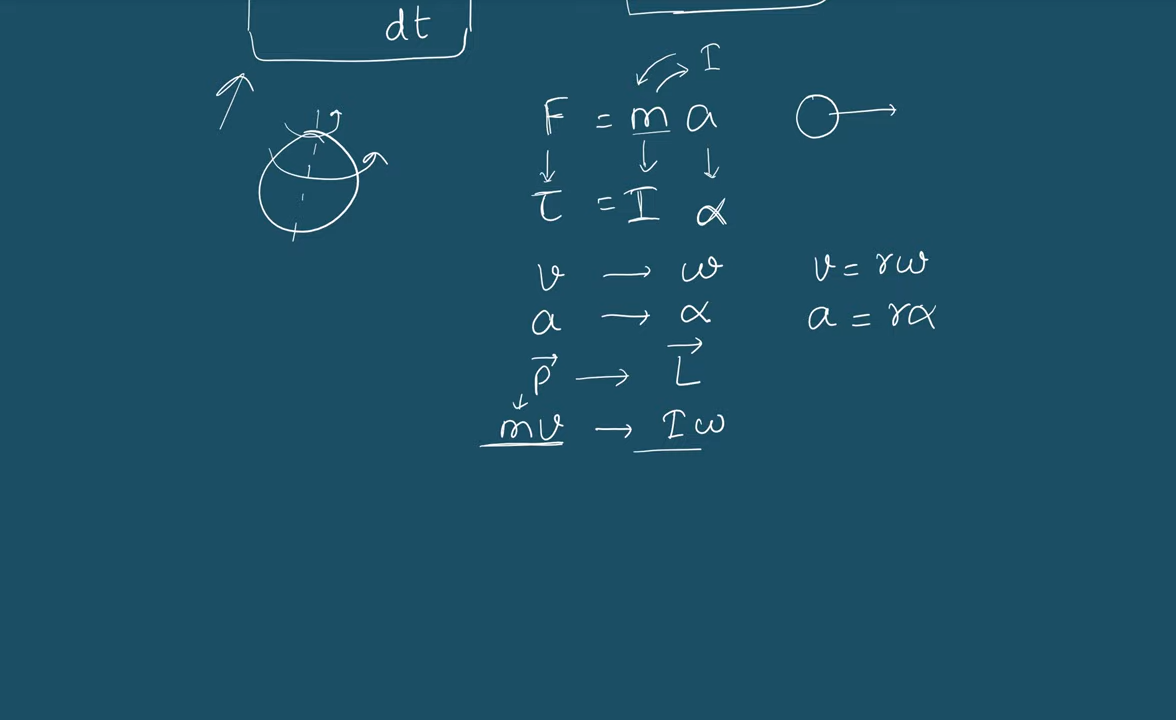 dt
I
F = m a
↓ ↓ ↓
τ = I α
v → ω v = rω
a → α a = rα
p⃗ → L⃗
mv → Iω